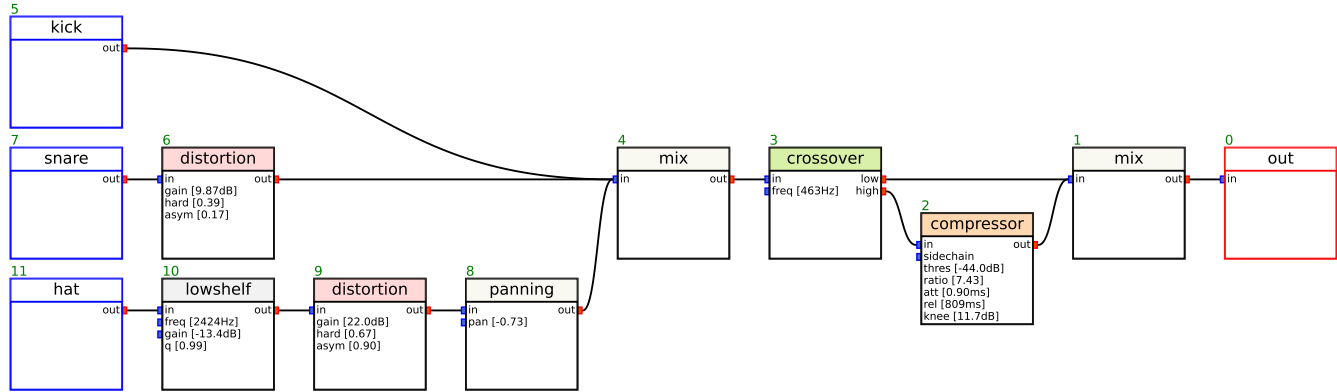 5
kick
out
7
snare
out
6
distortion
in out
gain [9.87dB]
hard [0.39]
asym [0.17]
4
mix
in out
3
crossover
in low
freq [463Hz] high
1
mix
in out
0
out
in
2
compressor
in out
sidechain
thres [-44.0dB]
ratio [7.43]
att [0.90ms]
rel [809ms]
knee [11.7dB]
11
hat
out
10
lowshelf
in out
freq [2424Hz]
gain [-13.4dB]
q [0.99]
9
distortion
in out
gain [22.0dB]
hard [0.67]
asym [0.90]
8
panning
in out
pan [-0.73]